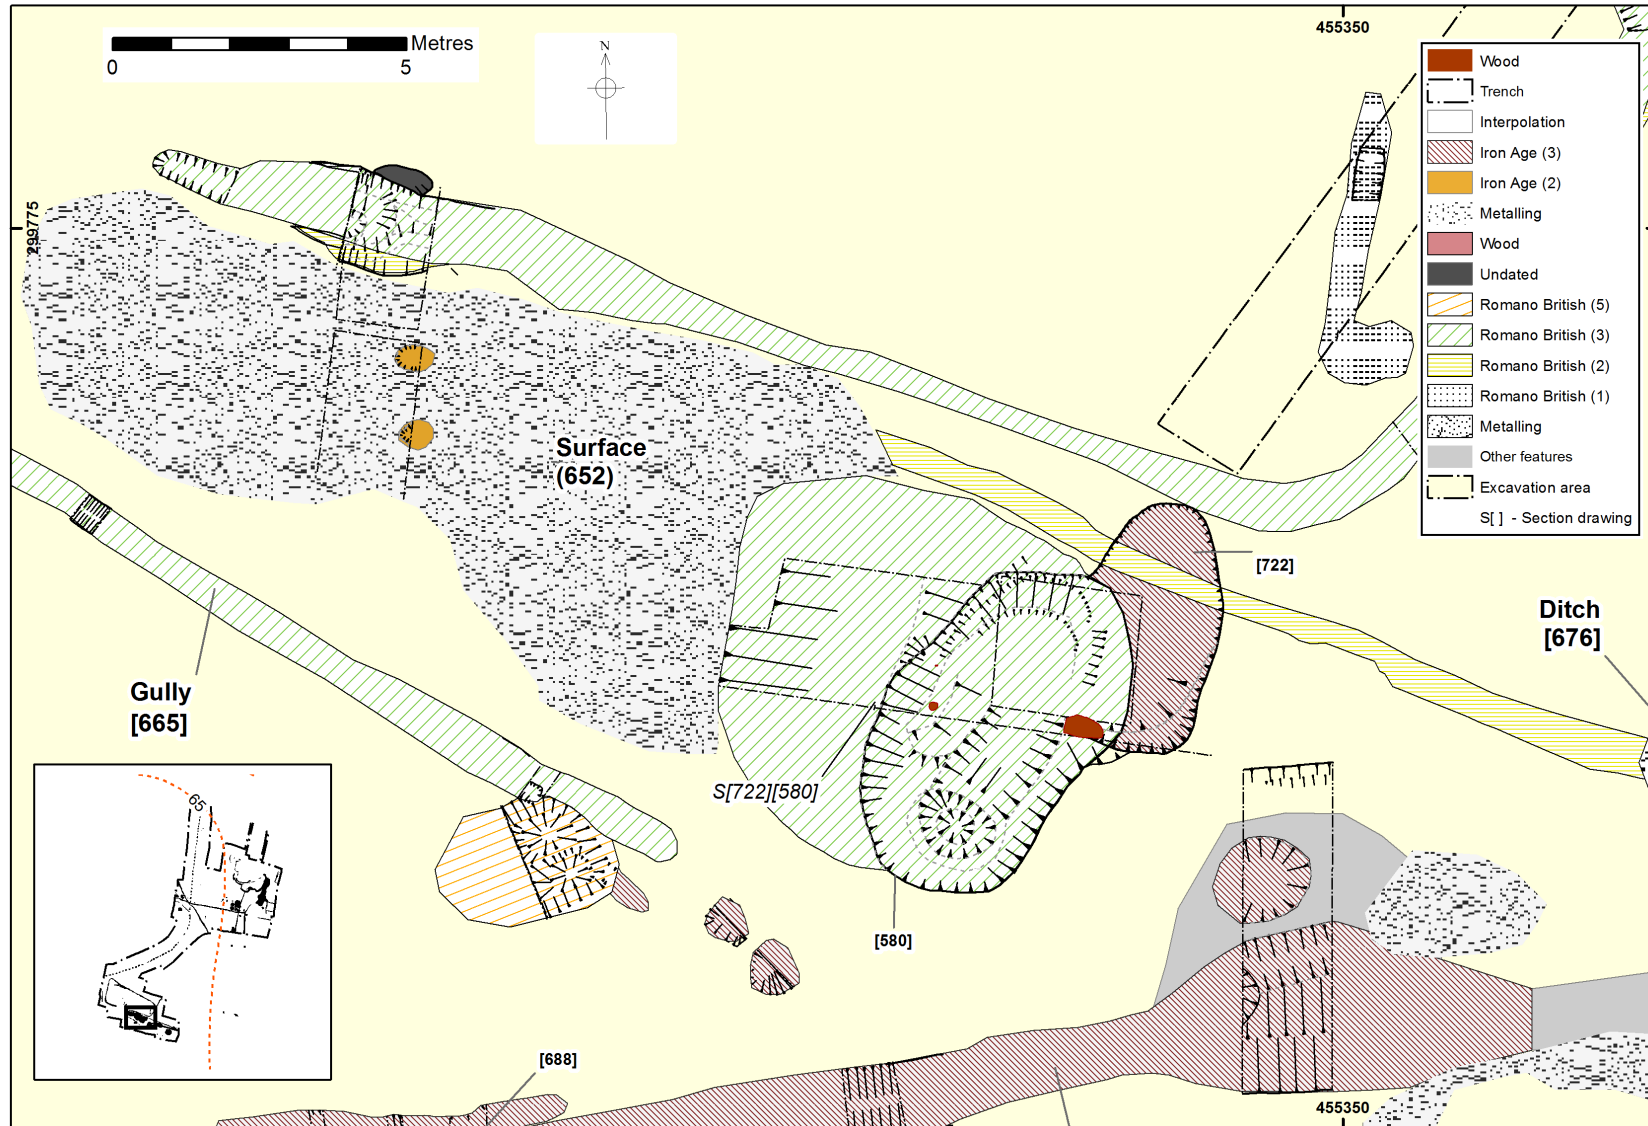 455350
Metres
0 5
N
Wood
Trench
Interpolation
Iron Age (3)
Iron Age (2)
Metalling
Wood
Undated
Romano British (5)
Romano British (3)
Romano British (2)
Romano British (1)
Metalling
Other features
Excavation area
S[ ] - Section drawing
299775
Surface
(652)
[722]
Ditch
[676]
Gully
[665]
S[722][580]
65
[580]
[688]
455350